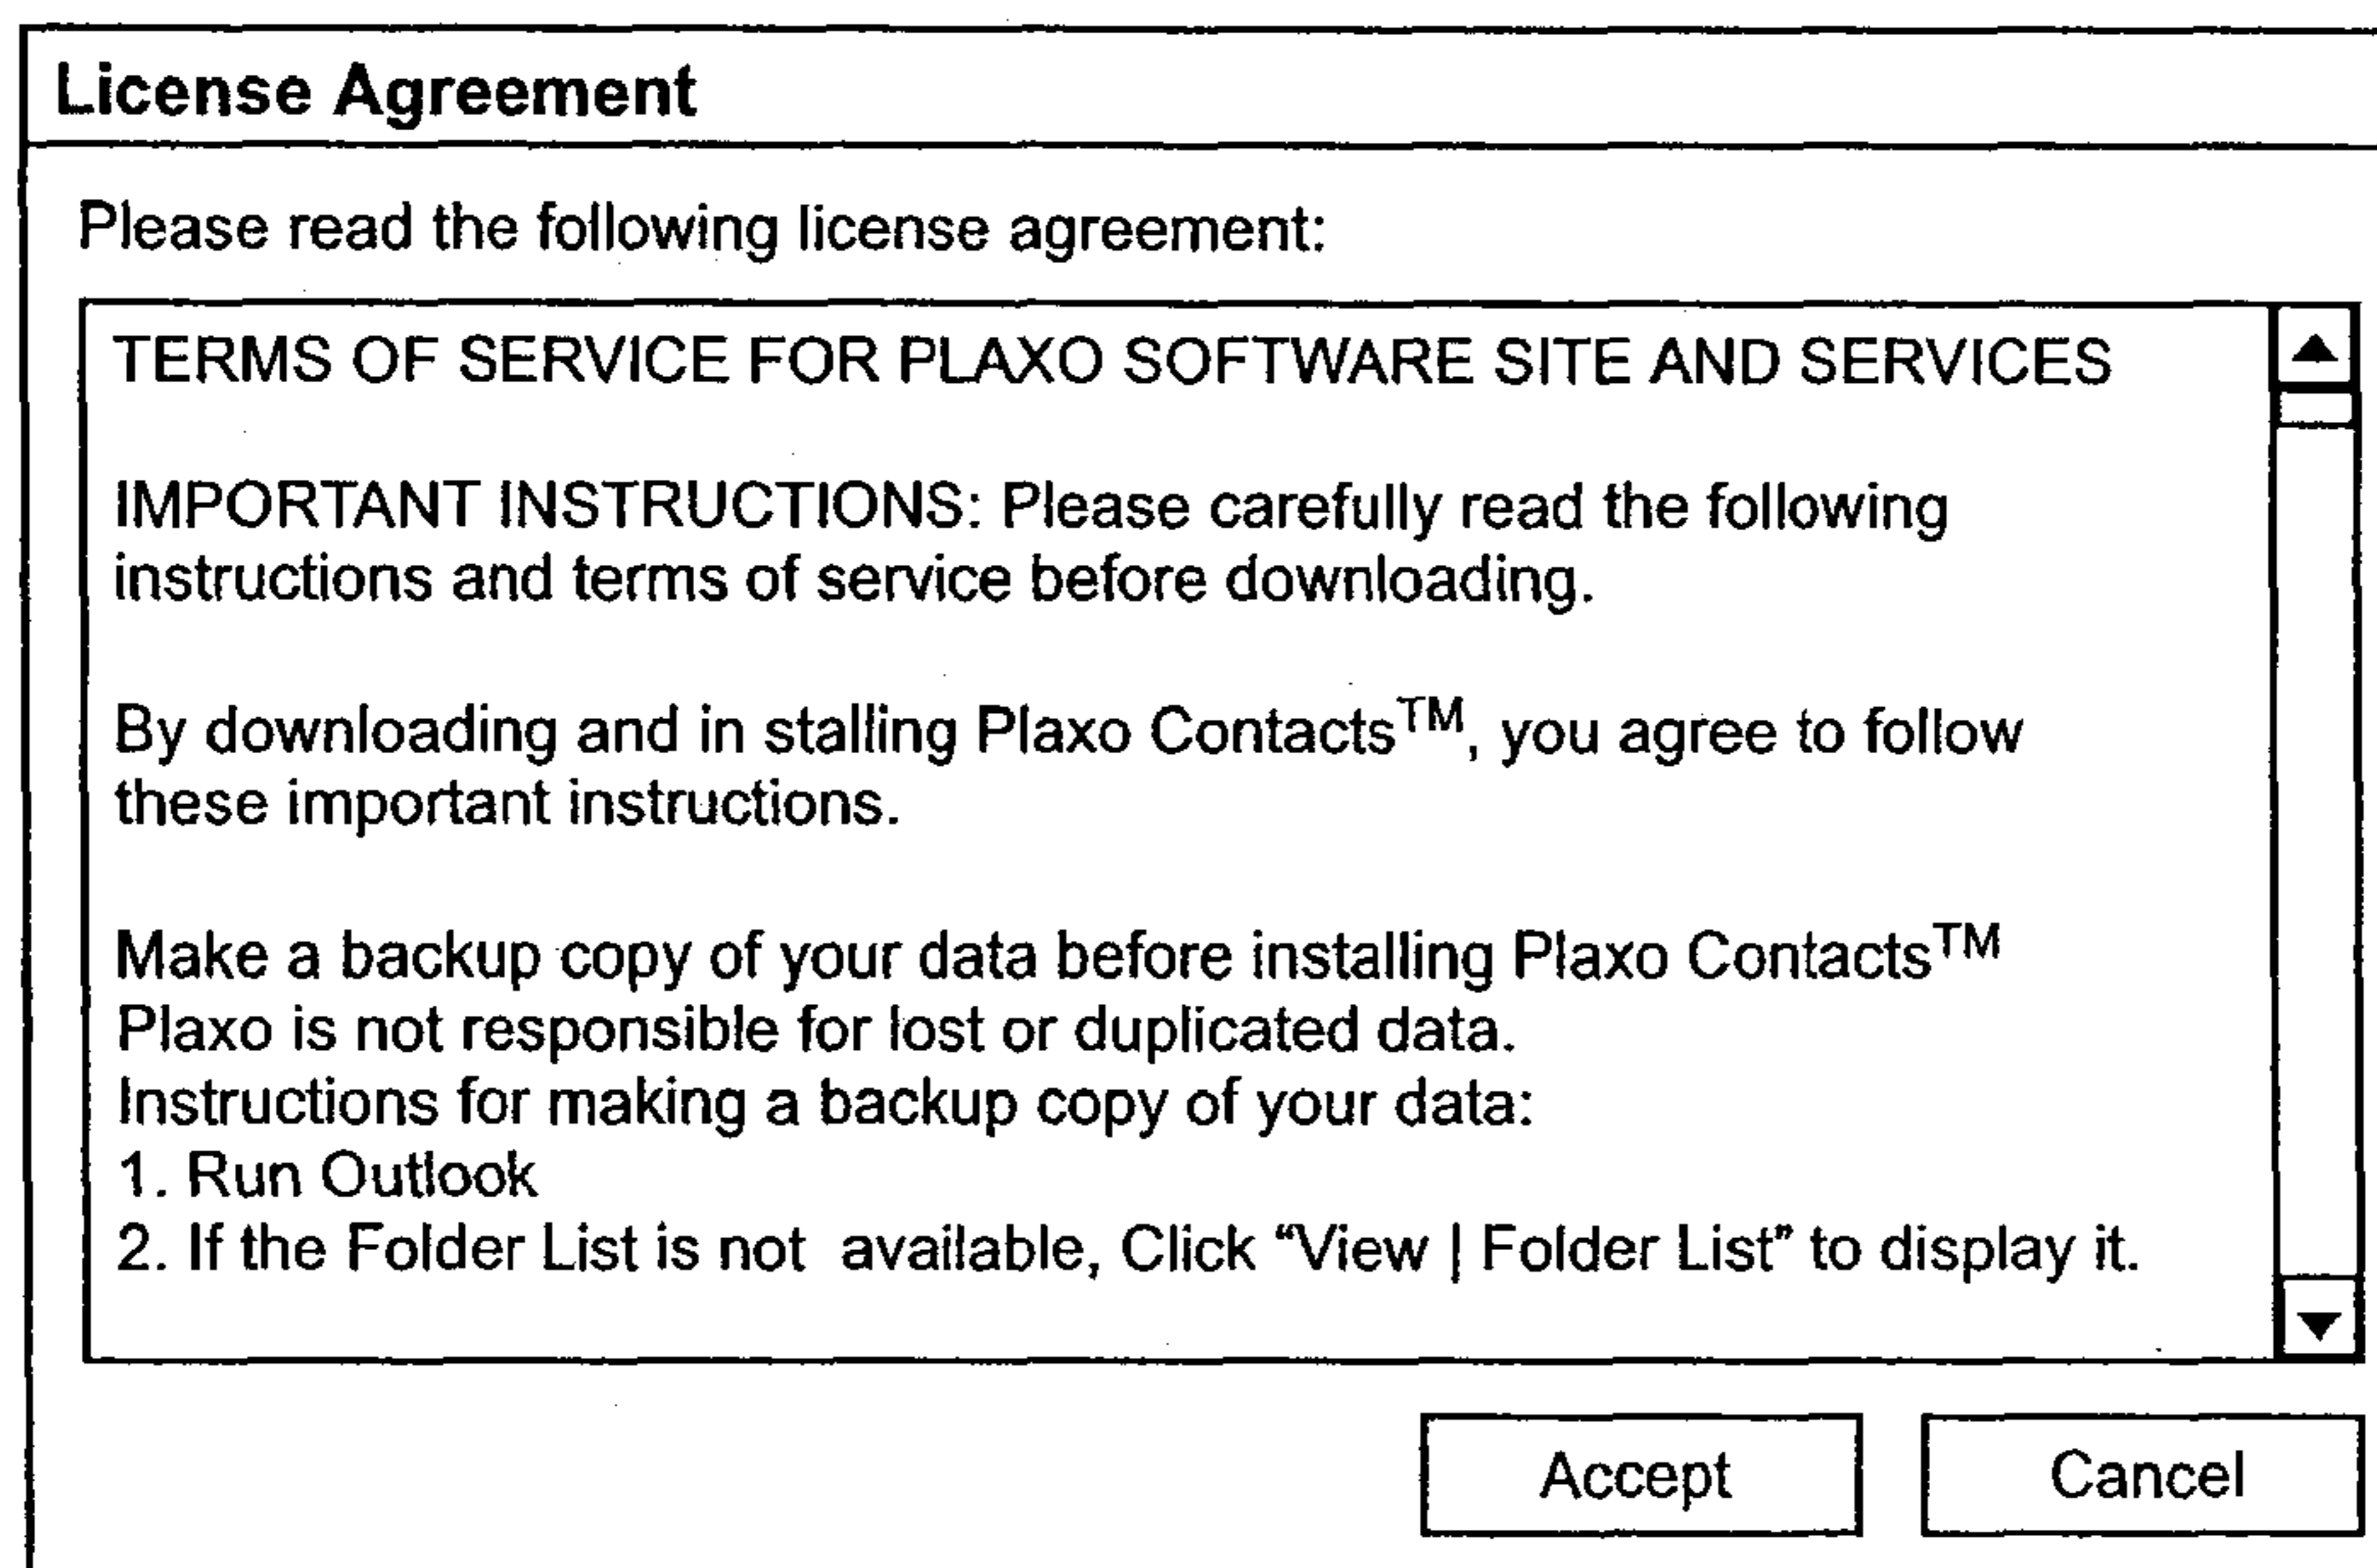 License Agreement
Please read the following license agreement:
TERMS OF SERVICE FOR PLAXO SOFTWARE SITE AND SERVICES
IMPORTANT INSTRUCTIONS: Please carefully read the following
instructions and terms of service before downloading.
By downloading and in stalling Plaxo Contacts™, you agree to follow
these important instructions.
Make a backup copy of your data before installing Plaxo Contacts™
Plaxo is not responsible for lost or duplicated data.
Instructions for making a backup copy of your data:
1. Run Outlook
2. If the Folder List is not  available, Click “View | Folder List” to display it.
Accept Cancel